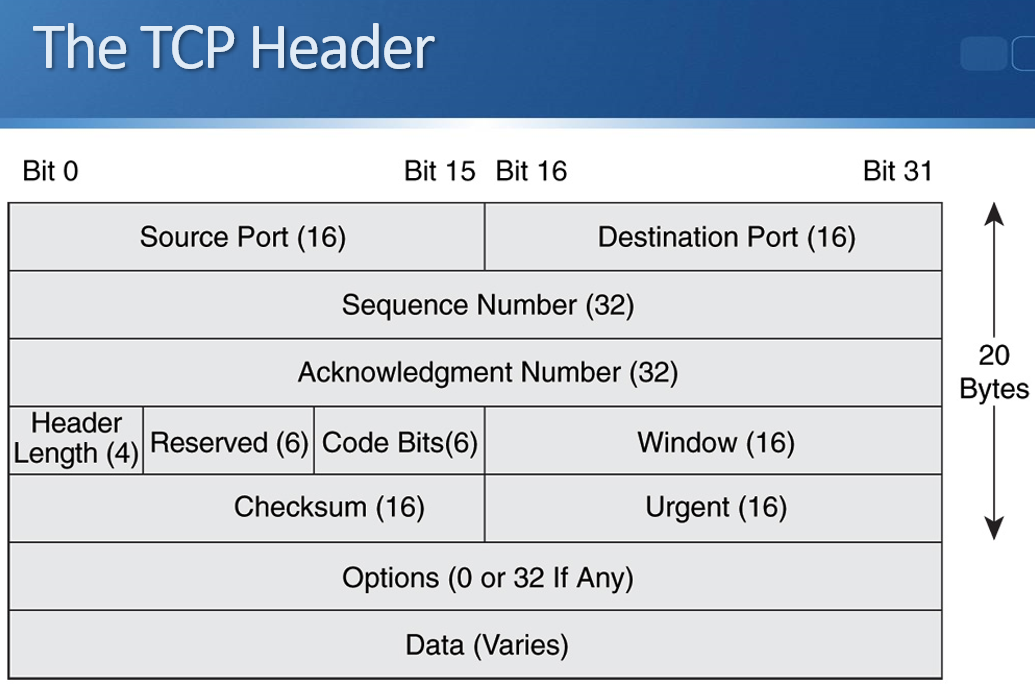 The TCP Header
Bit 0 Bit 15 Bit 16 Bit 31
Source Port (16) Destination Port (16)
Sequence Number (32)
Acknowledgment Number (32)
20
Bytes
Header
Length (4) Reserved (6) Code Bits(6) Window (16)
Checksum (16) Urgent (16)
Options (0 or 32 If Any)
Data (Varies)